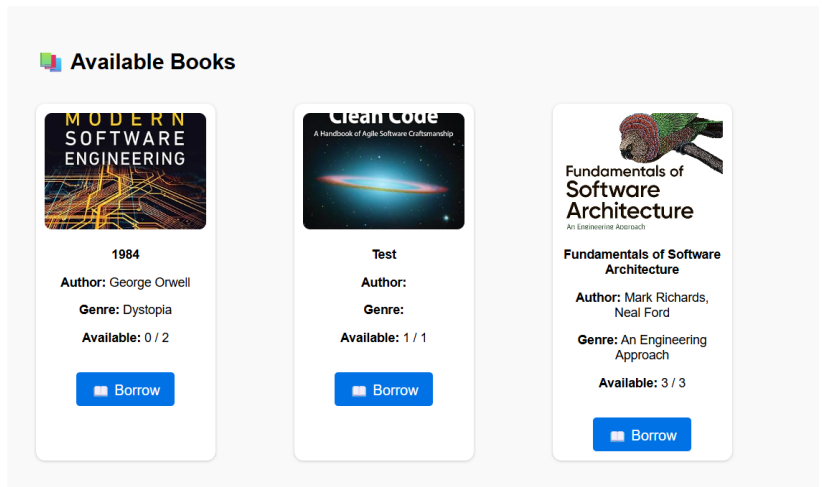 Available Books
MODERN
SOFTWARE
ENGINEERING
1984
Author: George Orwell
Genre: Dystopia
Available: 0 / 2
Borrow
Clean Code
A Handbook of Agile Software Craftsmanship
Test
Author:
Genre:
Available: 1 / 1
Borrow
Fundamentals of
Software
Architecture
An Engineering Approach
Fundamentals of Software
Architecture
Author: Mark Richards,
Neal Ford
Genre: An Engineering
Approach
Available: 3 / 3
Borrow